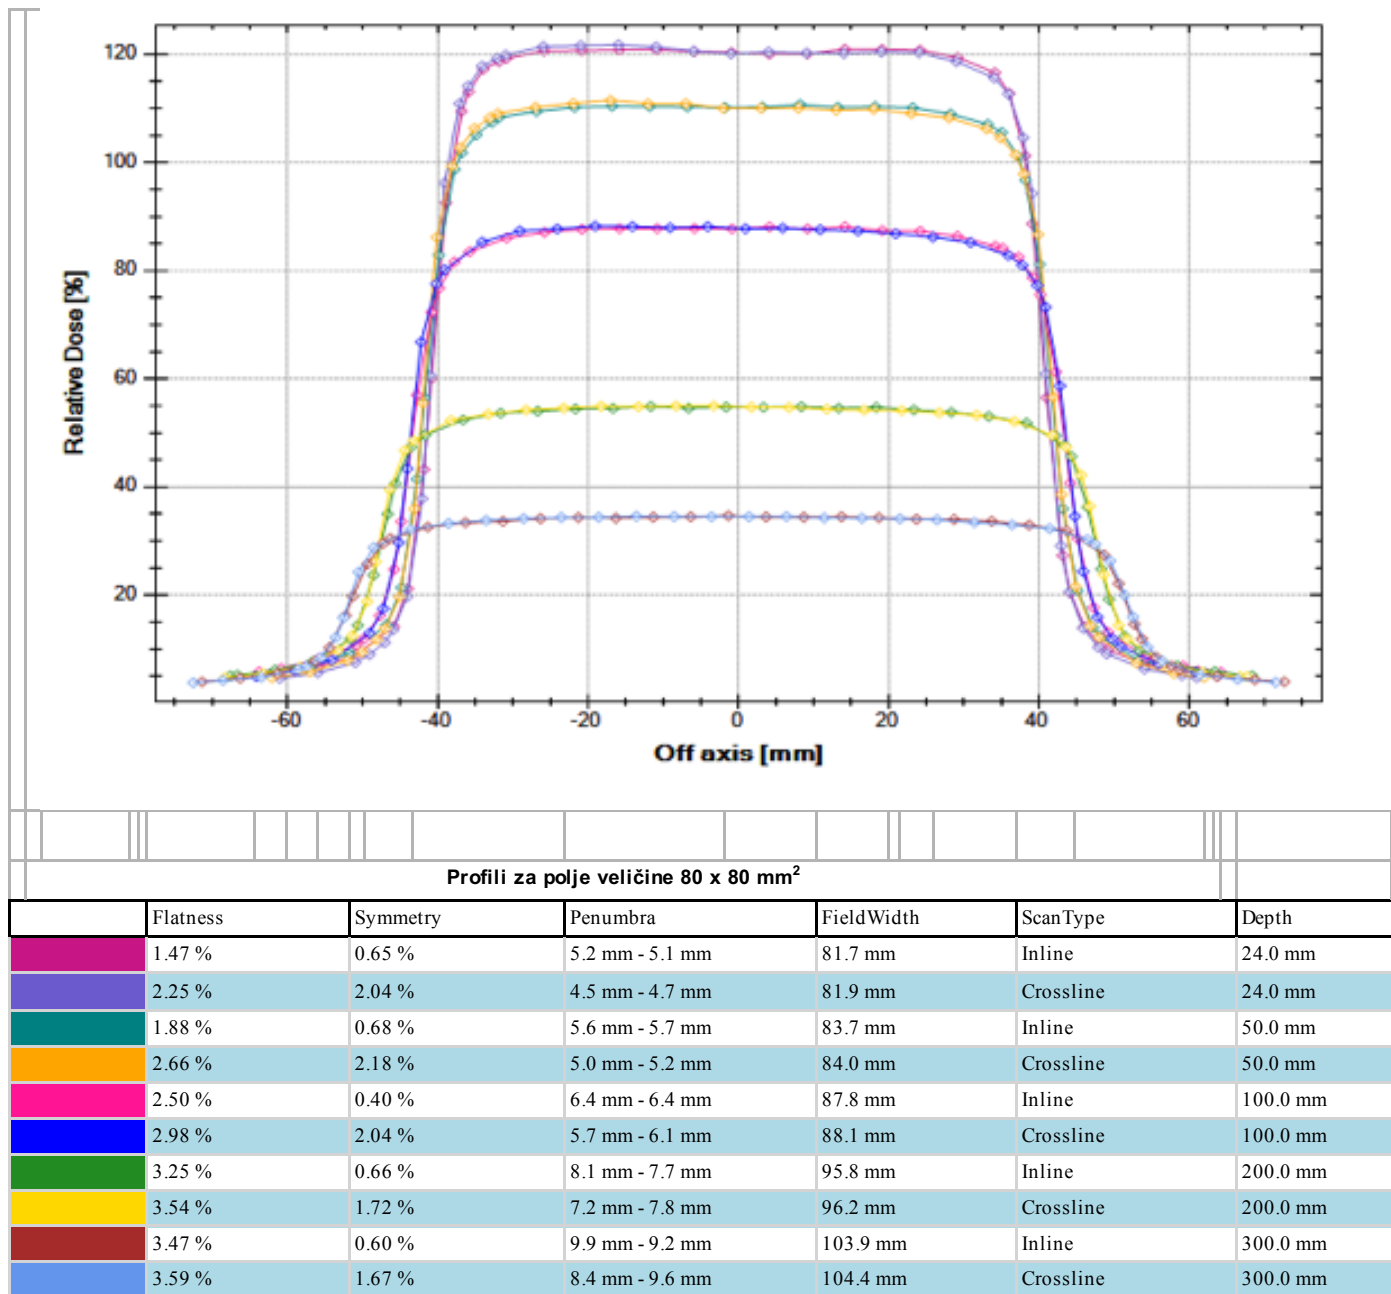 120
100
80
60
40
20
Relative Dose [%]
-60 -40 -20 0 20 40 60
Off axis [mm]
Profili za polje veličine 80 x 80 mm²
Flatness Symmetry Penumbra FieldWidth ScanType Depth
1.47 % 0.65 % 5.2 mm - 5.1 mm 81.7 mm Inline 24.0 mm
2.25 % 2.04 % 4.5 mm - 4.7 mm 81.9 mm Crossline 24.0 mm
1.88 % 0.68 % 5.6 mm - 5.7 mm 83.7 mm Inline 50.0 mm
2.66 % 2.18 % 5.0 mm - 5.2 mm 84.0 mm Crossline 50.0 mm
2.50 % 0.40 % 6.4 mm - 6.4 mm 87.8 mm Inline 100.0 mm
2.98 % 2.04 % 5.7 mm - 6.1 mm 88.1 mm Crossline 100.0 mm
3.25 % 0.66 % 8.1 mm - 7.7 mm 95.8 mm Inline 200.0 mm
3.54 % 1.72 % 7.2 mm - 7.8 mm 96.2 mm Crossline 200.0 mm
3.47 % 0.60 % 9.9 mm - 9.2 mm 103.9 mm Inline 300.0 mm
3.59 % 1.67 % 8.4 mm - 9.6 mm 104.4 mm Crossline 300.0 mm